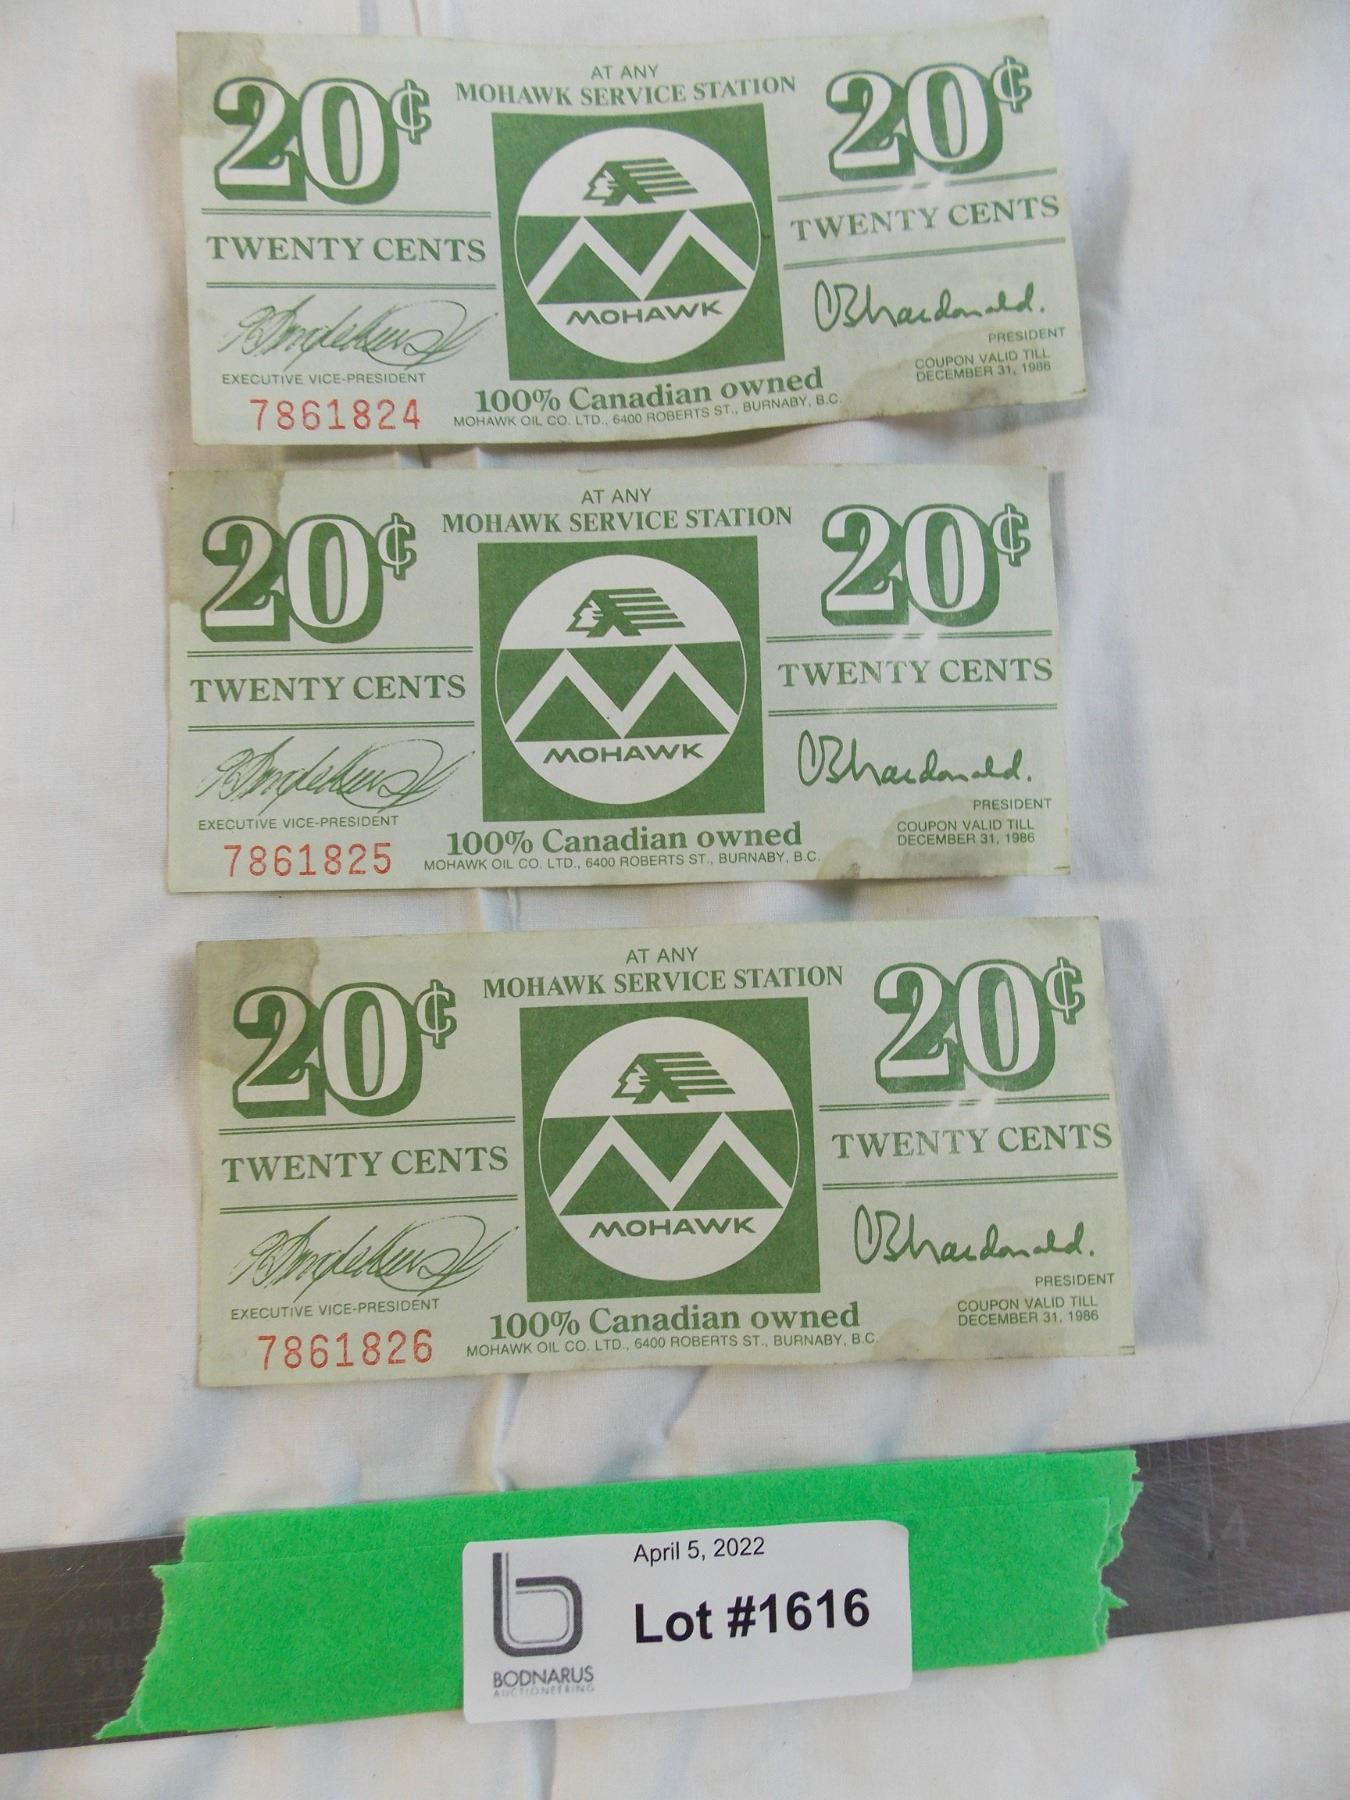 AT ANY
MOHAWK SERVICE STATION
20¢
20¢
TWENTY CENTS
TWENTY CENTS
MOHAWK
EXECUTIVE VICE-PRESIDENT
PRESIDENT
COUPON VALID TILL
DECEMBER 31, 1986
7861824
100% Canadian owned
MOHAWK OIL CO. LTD., 6400 ROBERTS ST., BURNABY, B.C.
AT ANY
MOHAWK SERVICE STATION
20¢
20¢
TWENTY CENTS
TWENTY CENTS
MOHAWK
EXECUTIVE VICE-PRESIDENT
PRESIDENT
COUPON VALID TILL
DECEMBER 31, 1986
7861825
100% Canadian owned
MOHAWK OIL CO. LTD., 6400 ROBERTS ST., BURNABY, B.C.
AT ANY
MOHAWK SERVICE STATION
20¢
20¢
TWENTY CENTS
TWENTY CENTS
MOHAWK
EXECUTIVE VICE-PRESIDENT
PRESIDENT
COUPON VALID TILL
DECEMBER 31, 1986
7861826
100% Canadian owned
MOHAWK OIL CO. LTD., 6400 ROBERTS ST., BURNABY, B.C.
14
April 5, 2022
Lot #1616
BODNARUS
AUCTIONEERING
STEEL